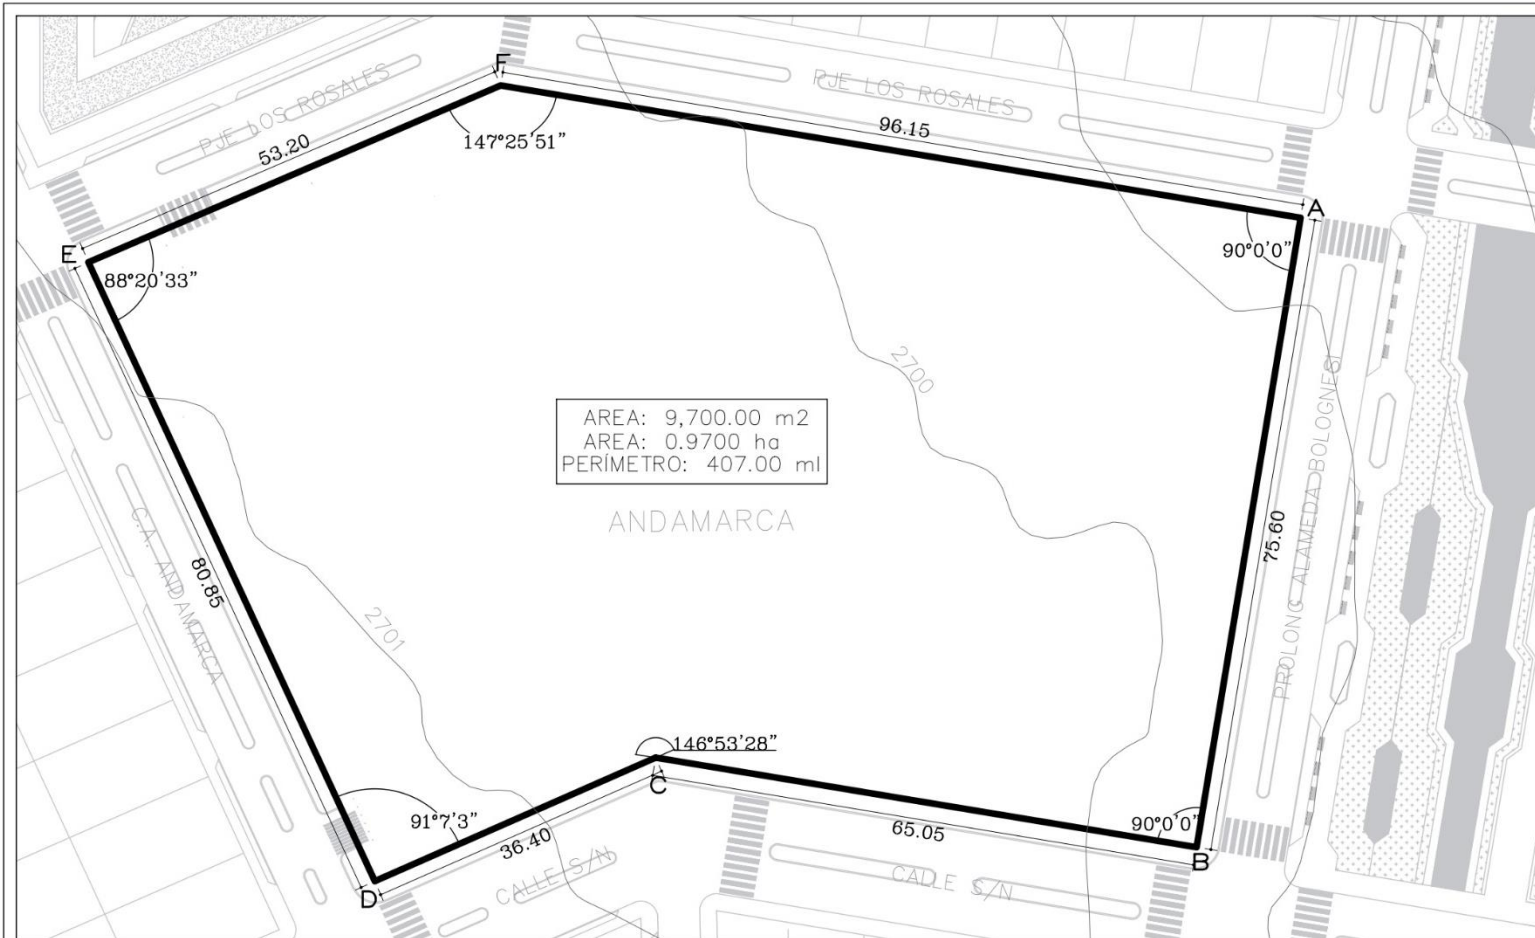 F
PJE LOS ROSALES
PJE LOS ROSALES
53.20
147°25'51"
96.15
A
90°0'0"
E
88°20'33"
2700
AREA: 9,700.00 m2
AREA: 0.9700 ha
PERÍMETRO: 407.00 ml
ANDAMARCA
PROLONG ALAMEDA BOLOGNESI
75.60
C.A. ANDAMARCA
80.85
2701
146°53'28"
C
91°7'3"
36.40
65.05
90°0'0"
B
D
CALLE S/N
CALLE S/N